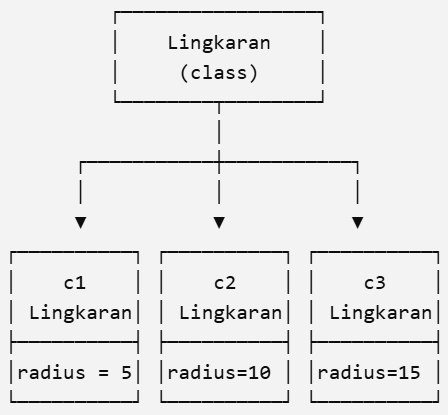 Lingkaran
(class)
c1 c2 c3
Lingkaran Lingkaran Lingkaran
radius = 5 radius=10 radius=15